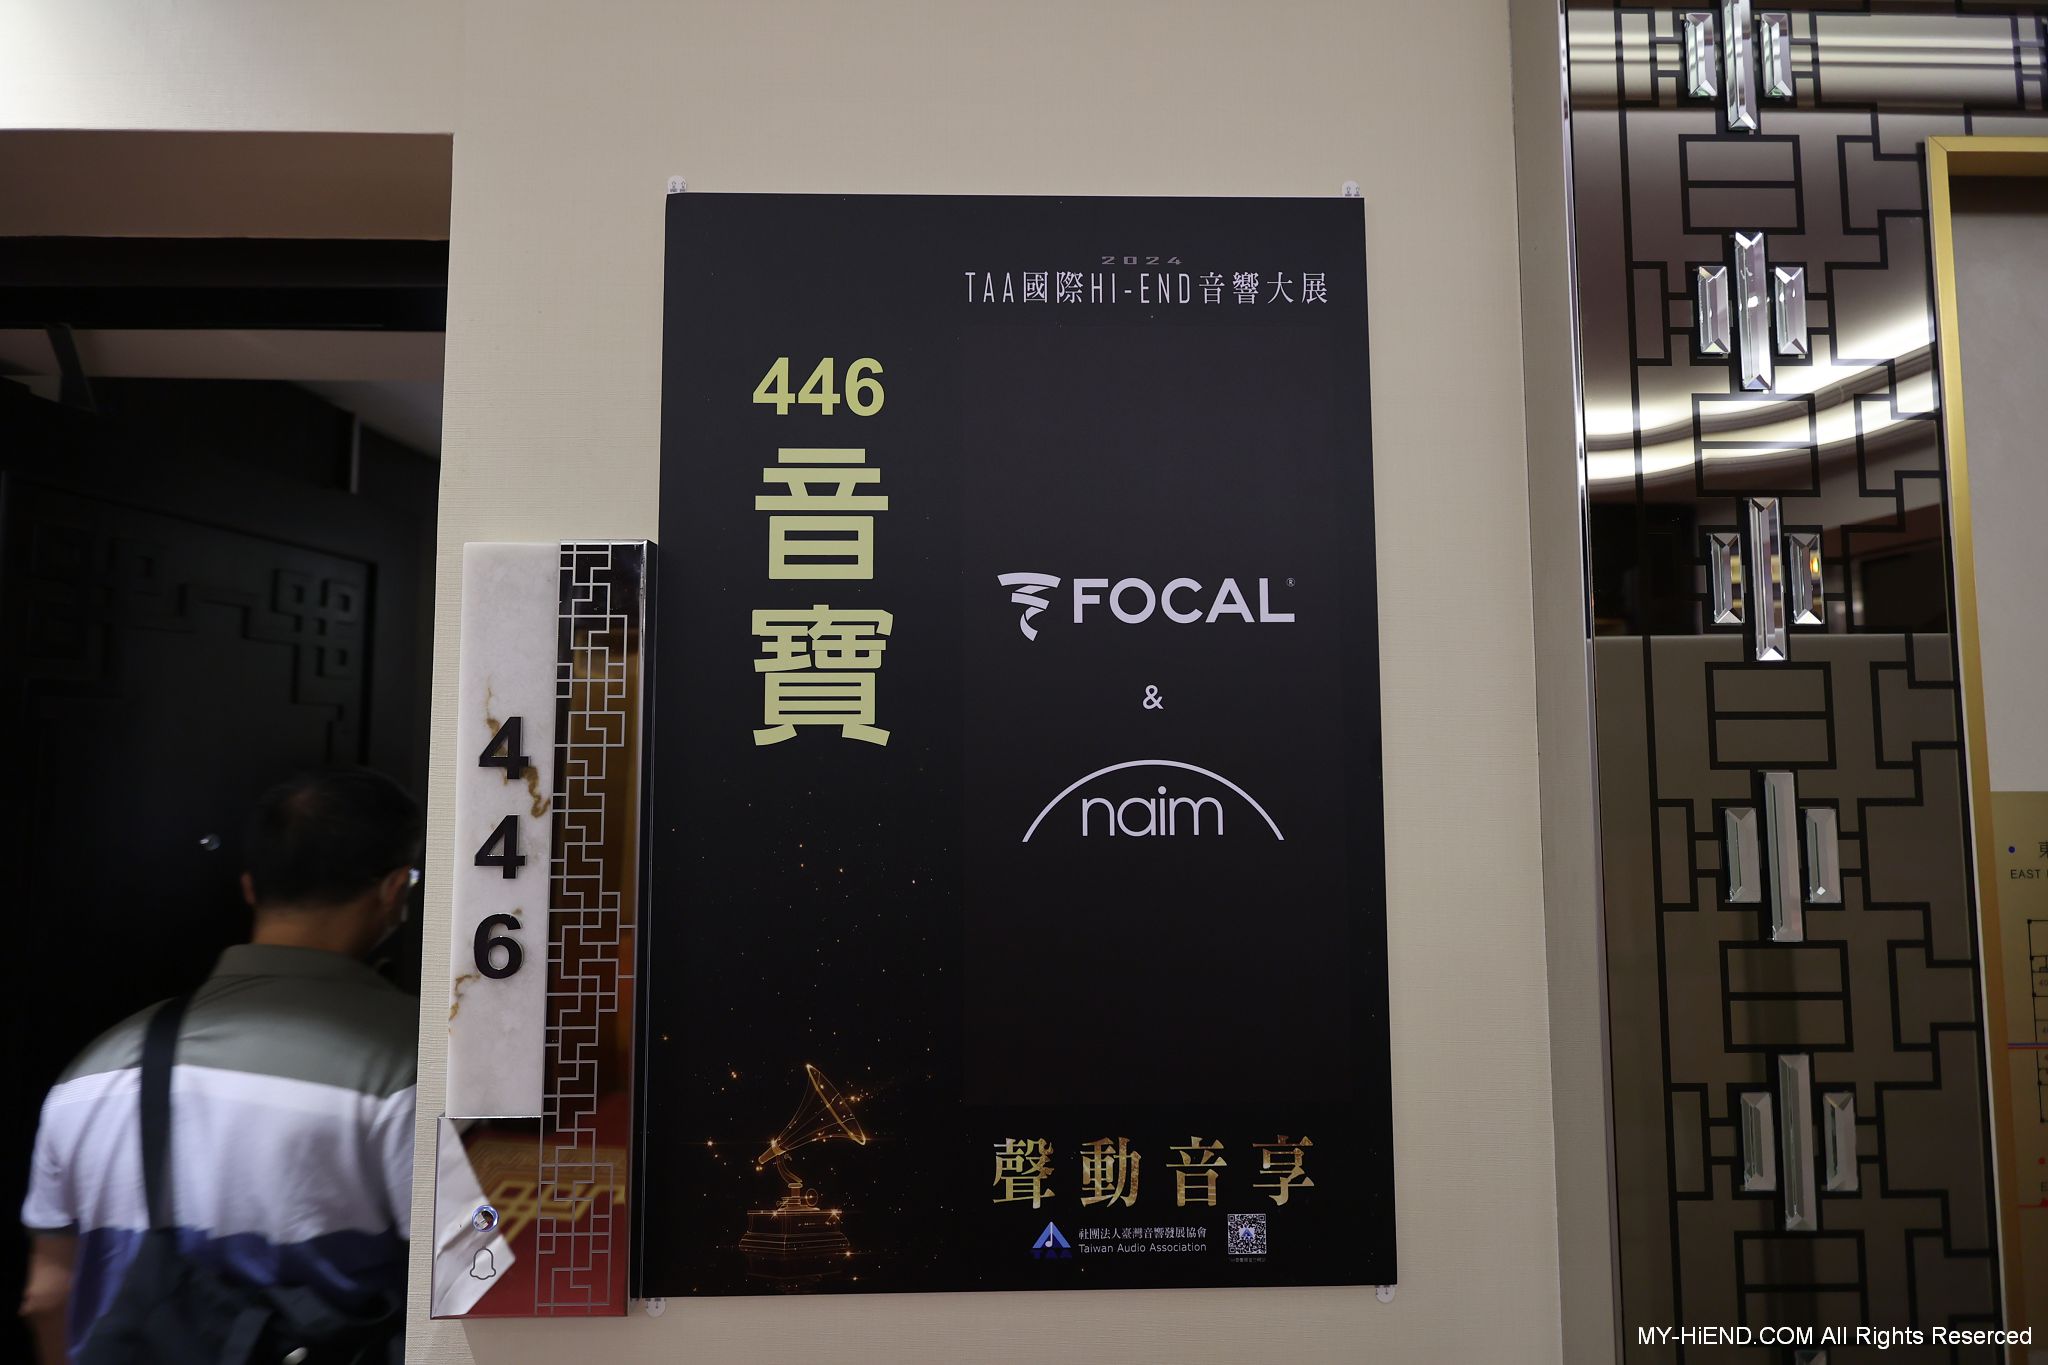 2024
TAA國際HI-END音響大展
446
音寶
FOCAL®
&
naim
聲動音享
TAA
社團法人臺灣音響發展協會
Taiwan Audio Association
4
4
6
EAST
MY-HiEND.COM All Rights Reserced